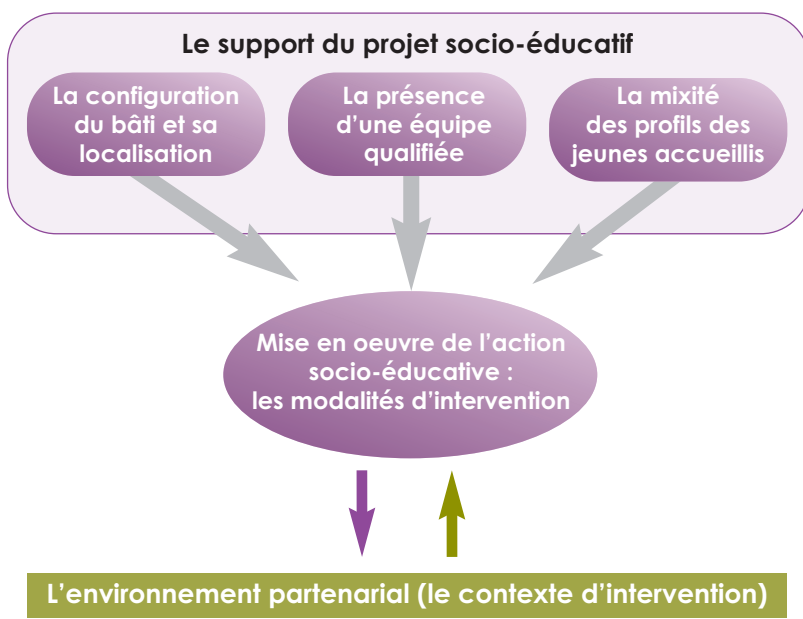 Le support du projet socio-éducatif
La configuration
du bâti et sa
localisation
La présence
d'une équipe
qualifiée
La mixité
des profils des
jeunes accueillis
Mise en oeuvre de l'action
socio-éducative :
les modalités d'intervention
L'environnement partenarial (le contexte d'intervention)